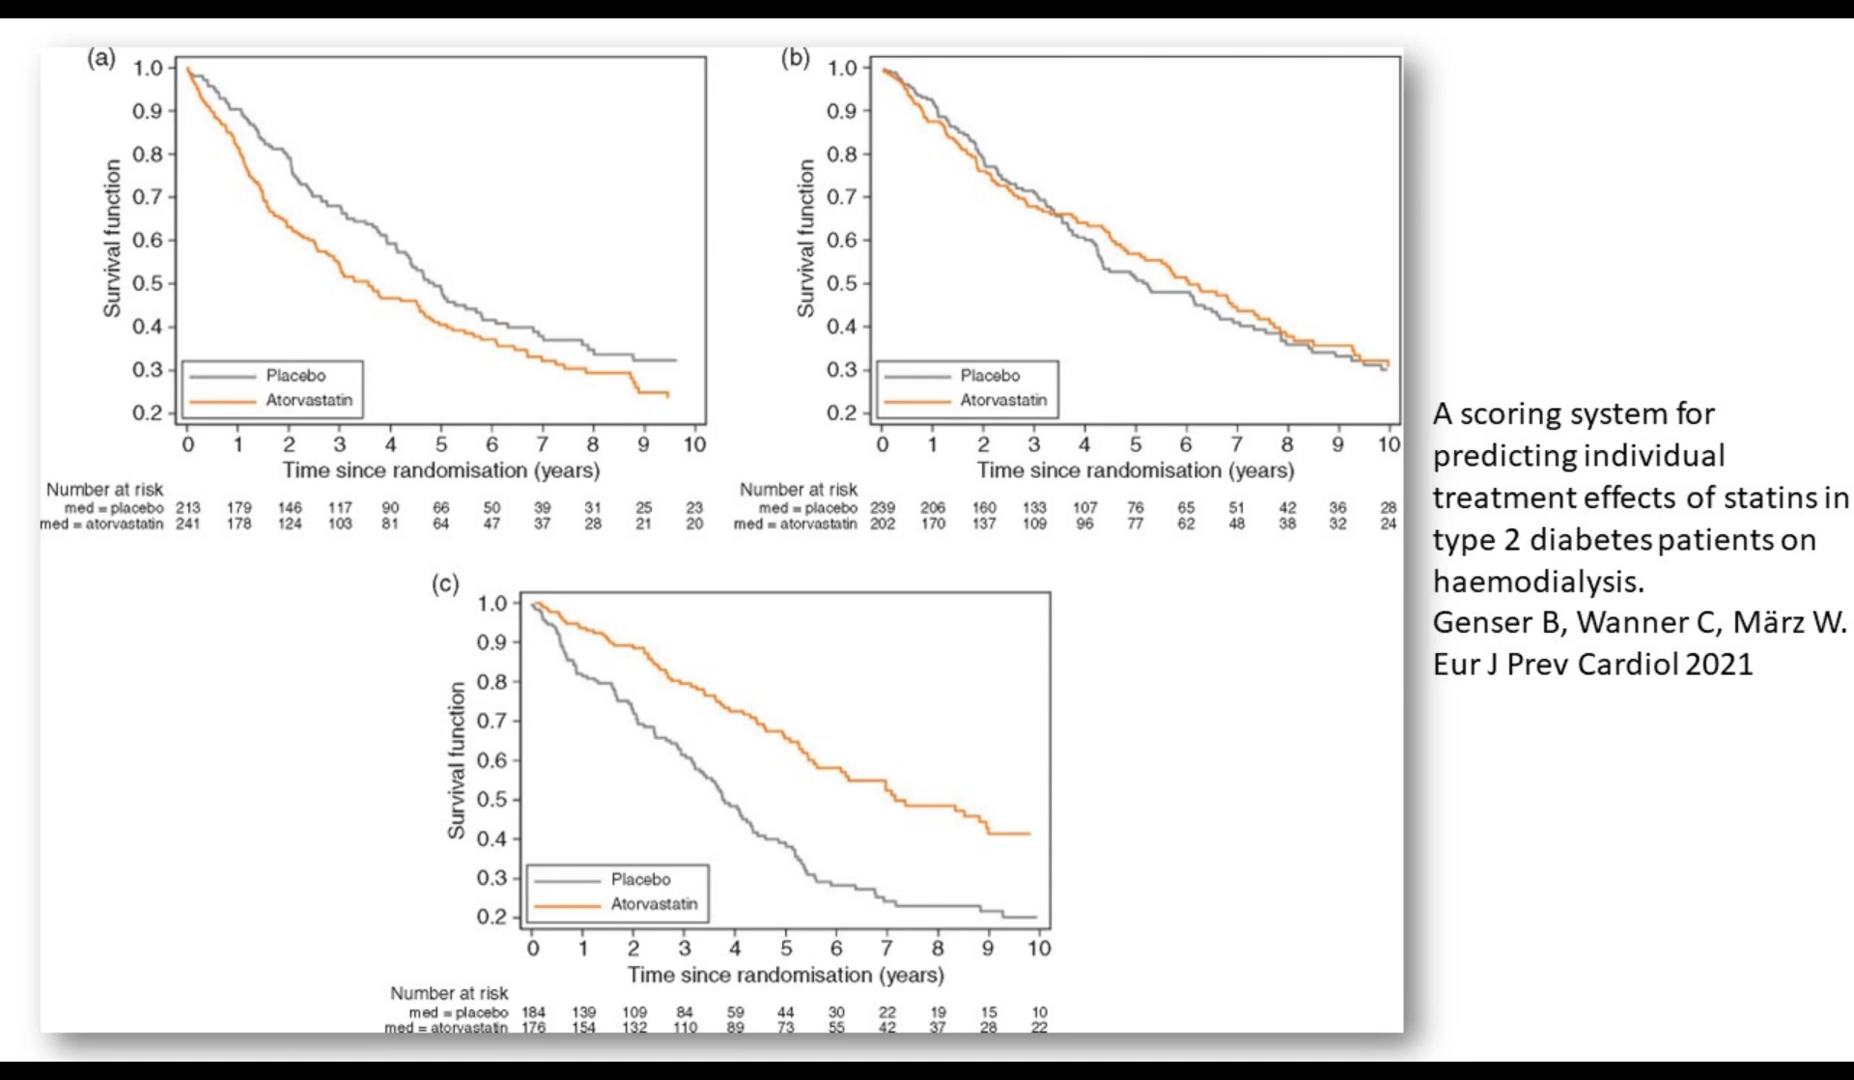 (a)
1.0
0.9
0.8
0.7
0.6
0.5
0.4
0.3
0.2
Survival function
Placebo
Atorvastatin
0 1 2 3 4 5 6 7 8 9 10
Time since randomisation (years)
Number at risk
med = placebo 213 179 146 117 90 66 50 39 31 25 23
med = atorvastatin 241 178 124 103 81 64 47 37 28 21 20
(b)
1.0
0.9
0.8
0.7
0.6
0.5
0.4
0.3
0.2
Survival function
Placebo
Atorvastatin
0 1 2 3 4 5 6 7 8 9 10
Time since randomisation (years)
Number at risk
med = placebo 239 206 160 133 107 76 65 51 42 36 28
med = atorvastatin 202 170 137 109 96 77 62 48 38 32 24
(c)
1.0
0.9
0.8
0.7
0.6
0.5
0.4
0.3
0.2
Survival function
Placebo
Atorvastatin
0 1 2 3 4 5 6 7 8 9 10
Time since randomisation (years)
Number at risk
med = placebo 184 139 109 84 59 44 30 22 19 15 10
med = atorvastatin 176 154 132 110 89 73 55 42 37 28 22
A scoring system for
predicting individual
treatment effects of statins in
type 2 diabetes patients on
haemodialysis.
Genser B, Wanner C, März W.
Eur J Prev Cardiol 2021